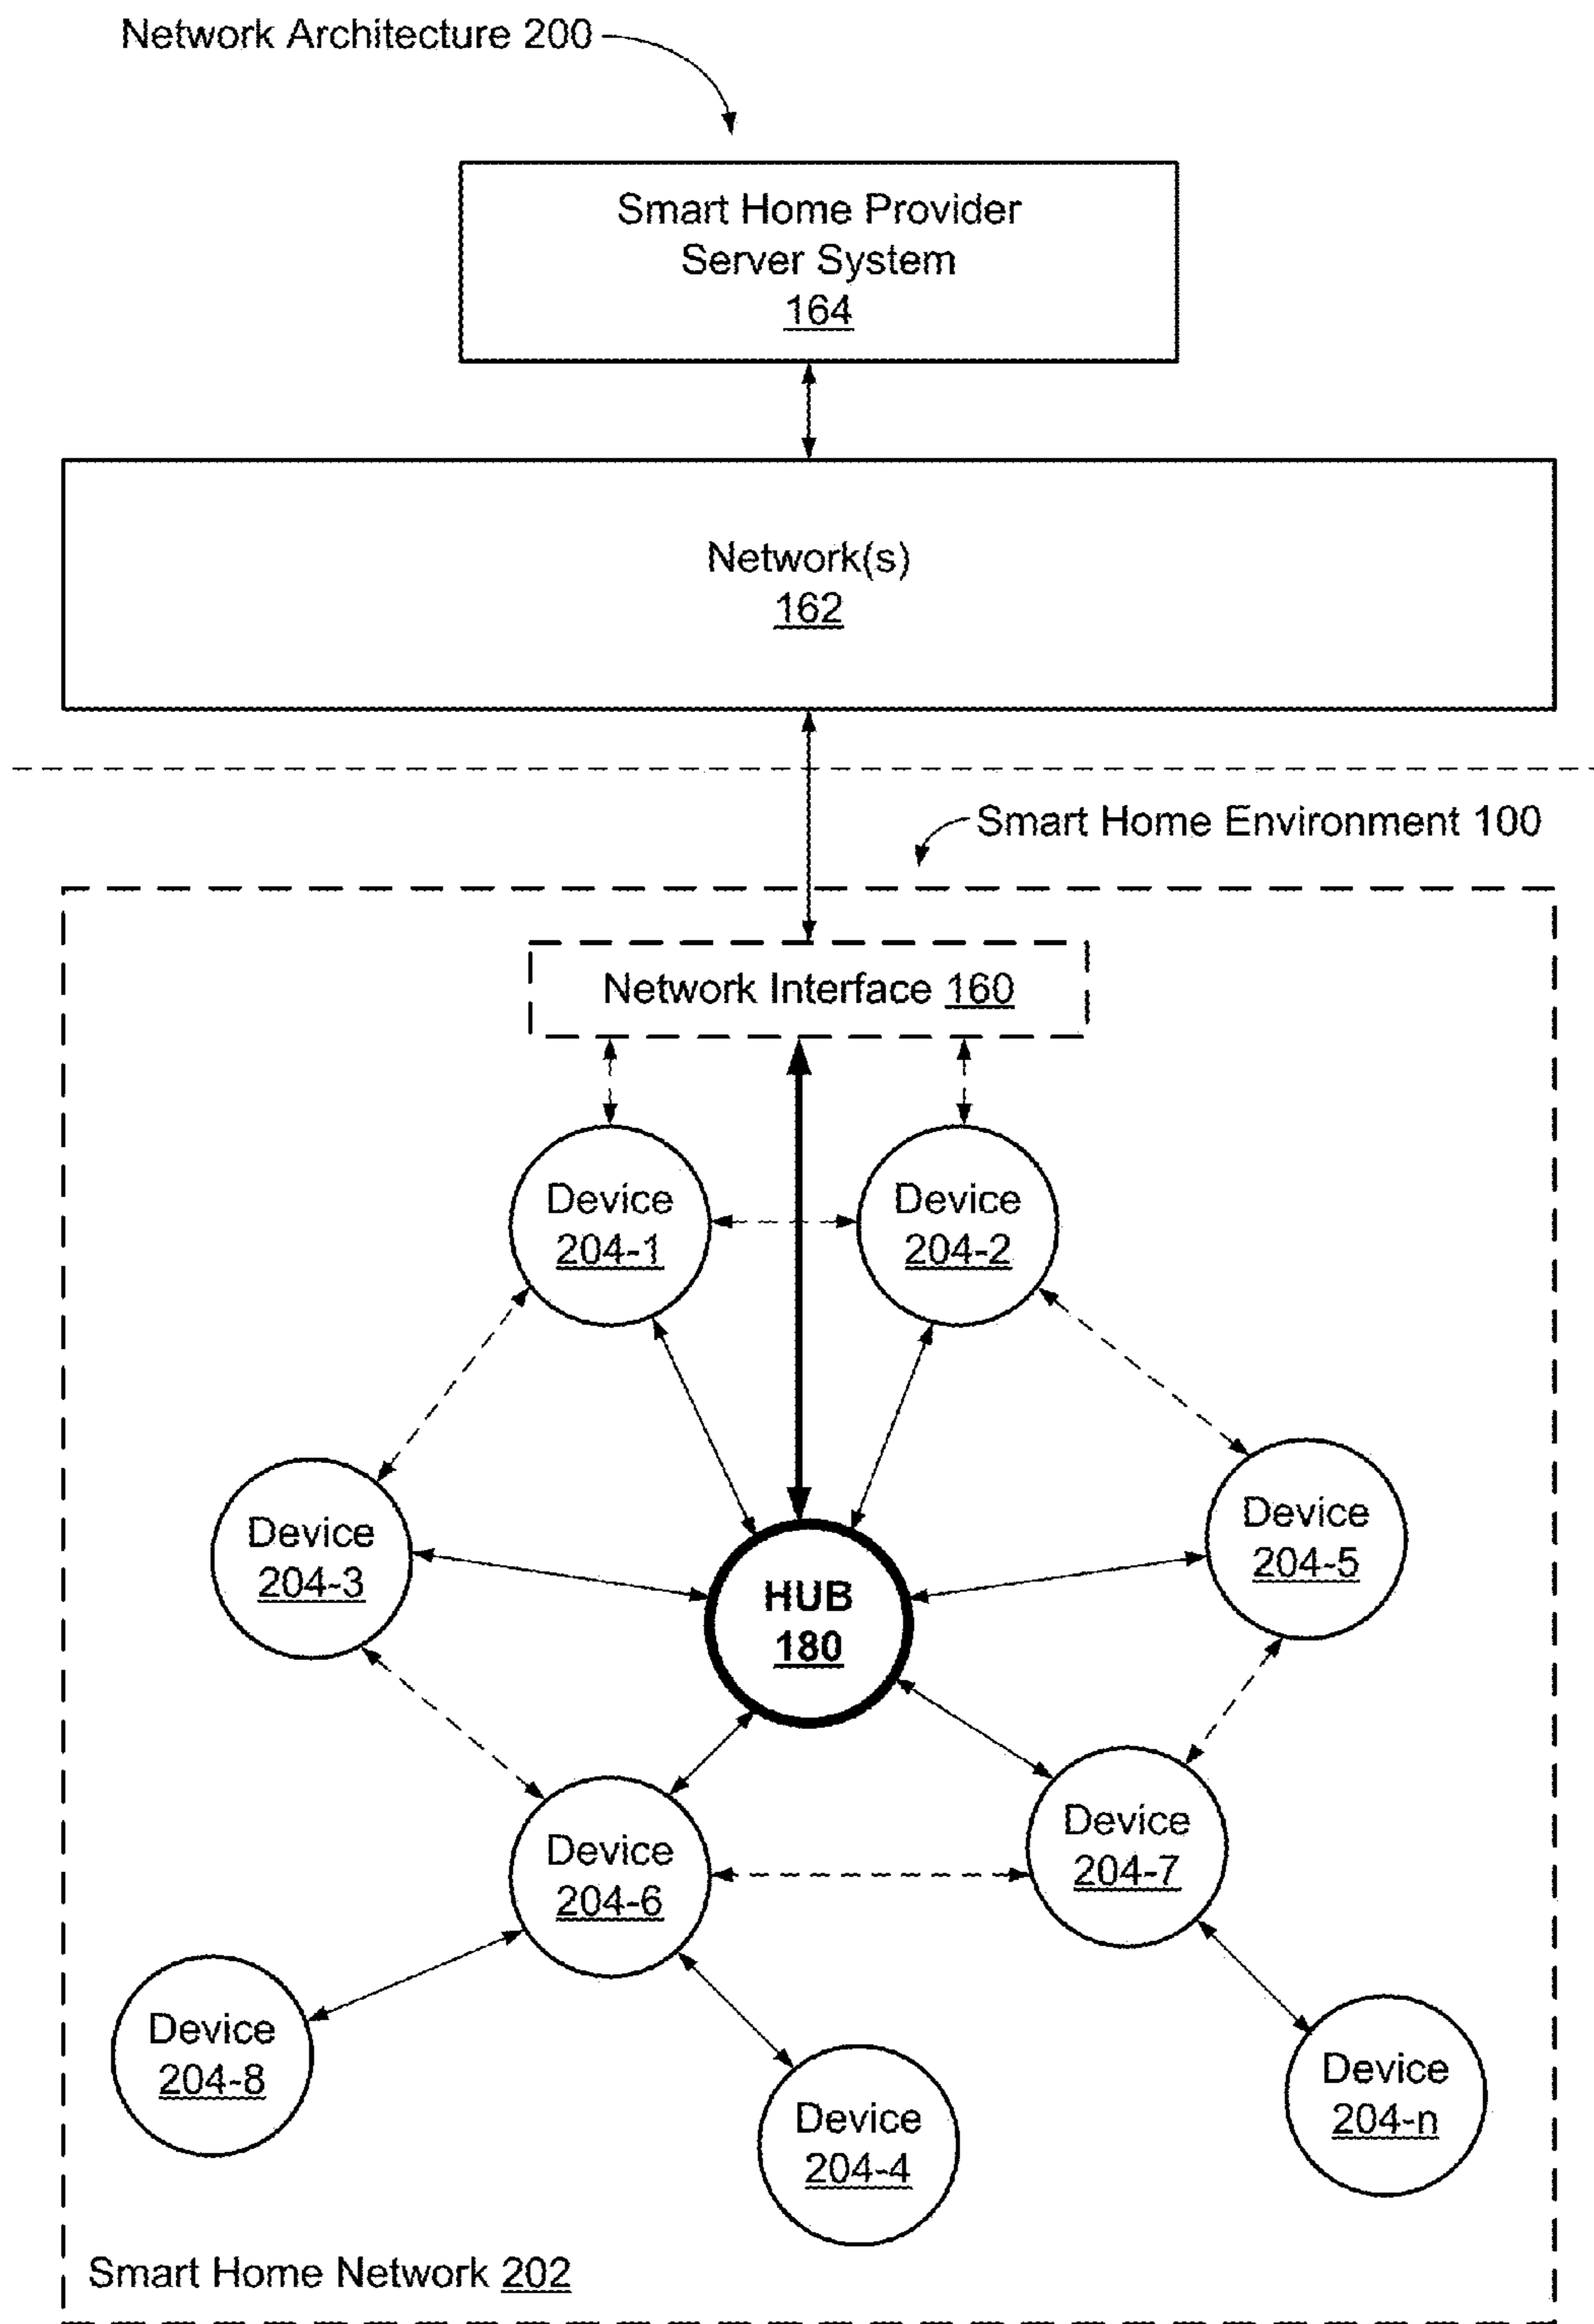 Network Architecture 200
Smart Home Provider
Server System
164
Network(s)
162
Smart Home Environment 100
Network Interface 160
Device
204-1
Device
204-2
Device
204-3
Device
204-5
HUB
180
Device
204-6
Device
204-7
Device
204-8
Device
204-4
Device
204-n
Smart Home Network 202